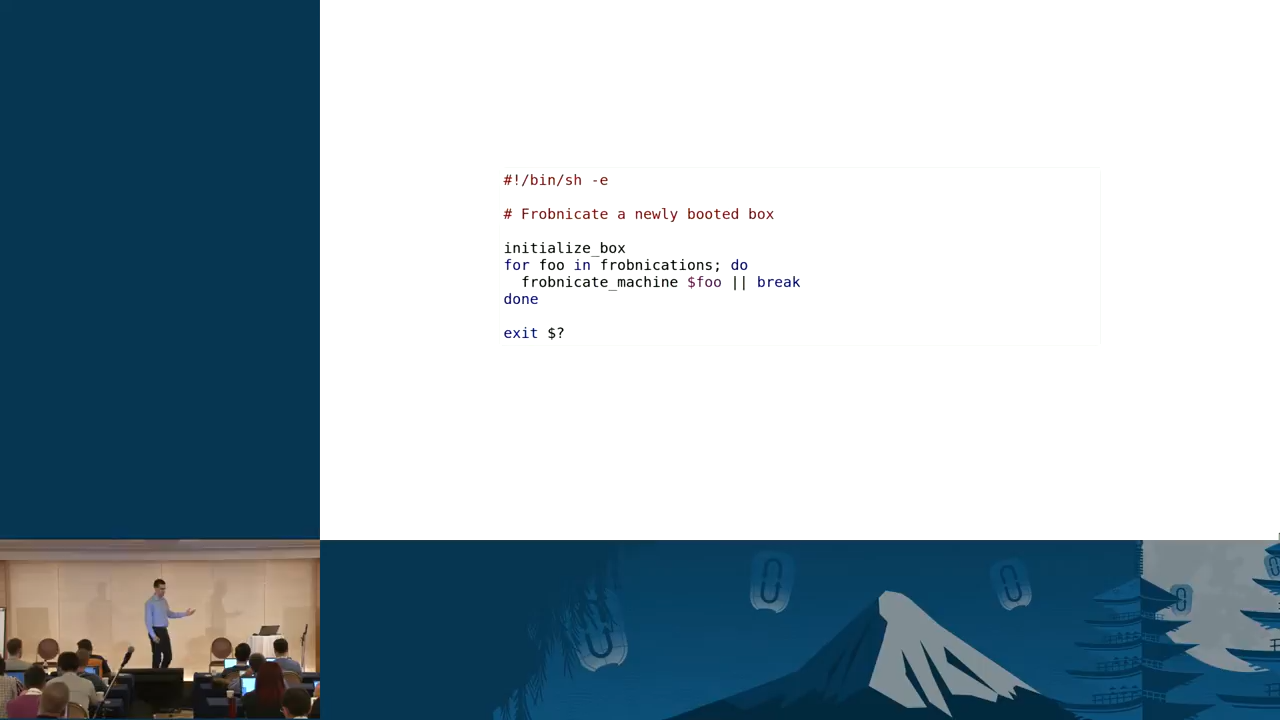 #!/bin/sh -e
# Frobnicate a newly booted box
initialize_box
for foo in frobnications; do
frobnicate_machine $foo || break
done
exit $?